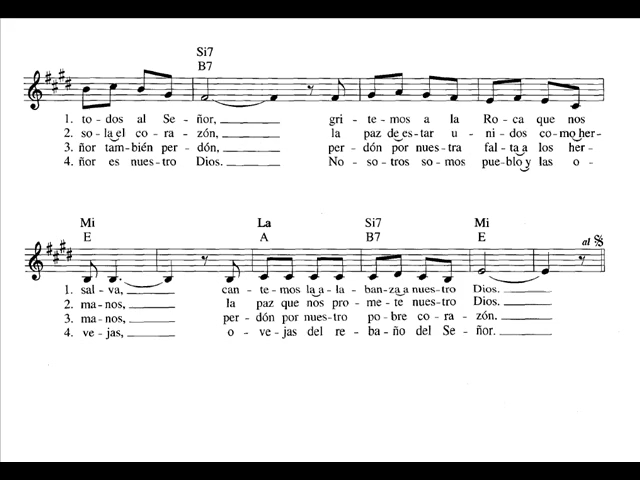 Si7
B7
1. to- dos al Se- ñor, gri- te- mos a la Ro- ca que nos
2. so- la el co- ra- zón, la paz de es- tar u- ni- dos co- mo her-
3. ñor tam- bién per- dón, per- dón por nues- tra fal- ta a los her-
4. ñor es nues- tro Dios. No- so- tros so- mos pue- blo y las o-
Mi La Si7 Mi
E A B7 E al
1. sal- va, can- te- mos la a- la- ban- za a nues- tro Dios.
2. ma- nos, la paz que nos pro- me- te nues- tro Dios.
3. ma- nos, per- dón por nues- tro po- bre co- ra- zón.
4. ve- jas, o- ve- jas del re- ba- ño del Se- ñor.